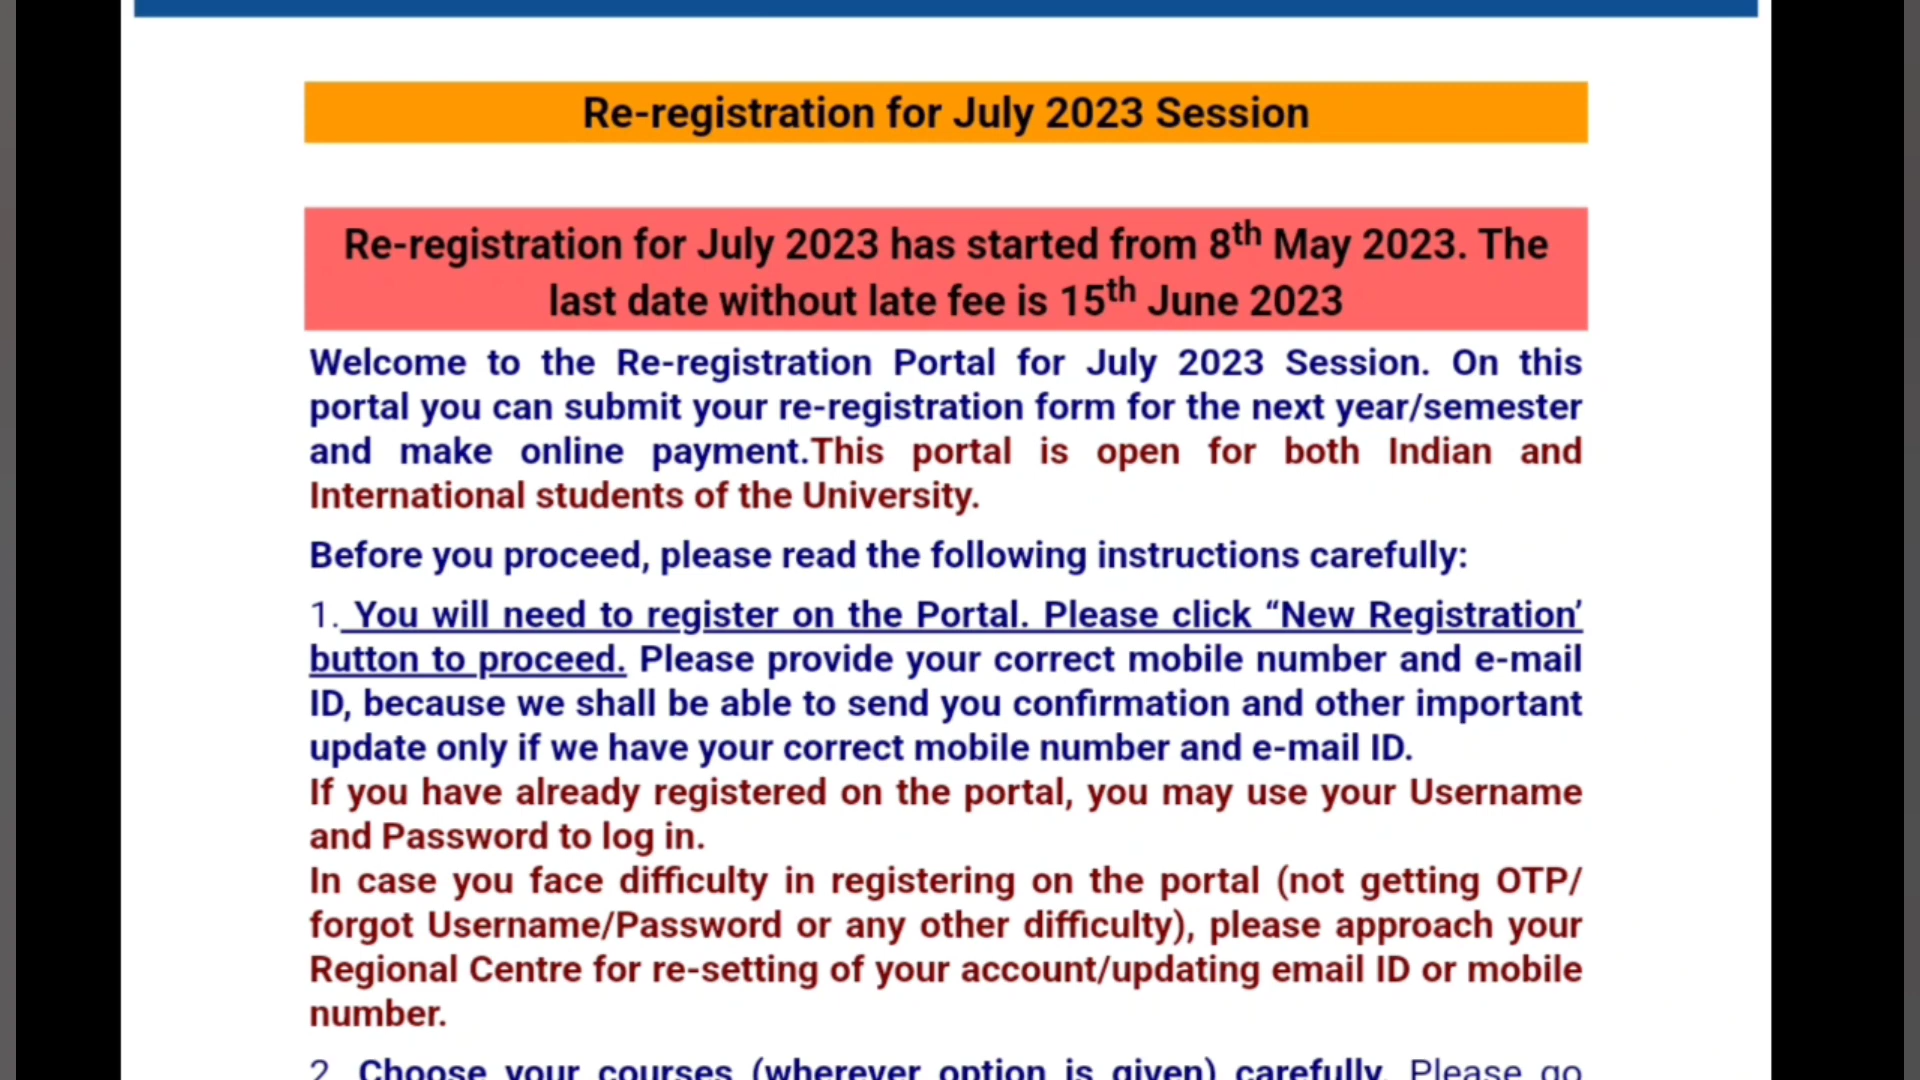 Re-registration for July 2023 Session
Re-registration for July 2023 has started from 8th May 2023. The
last date without late fee is 15th June 2023
Welcome to the Re-registration Portal for July 2023 Session. On this
portal you can submit your re-registration form for the next year/semester
and make online payment.This portal is open for both Indian and
International students of the University.
Before you proceed, please read the following instructions carefully:
1. You will need to register on the Portal. Please click “New Registration’
button to proceed. Please provide your correct mobile number and e-mail
ID, because we shall be able to send you confirmation and other important
update only if we have your correct mobile number and e-mail ID.
If you have already registered on the portal, you may use your Username
and Password to log in.
In case you face difficulty in registering on the portal (not getting OTP/
forgot Username/Password or any other difficulty), please approach your
Regional Centre for re-setting of your account/updating email ID or mobile
number.
2. Choose your courses (wherever option is given) carefully. Please go